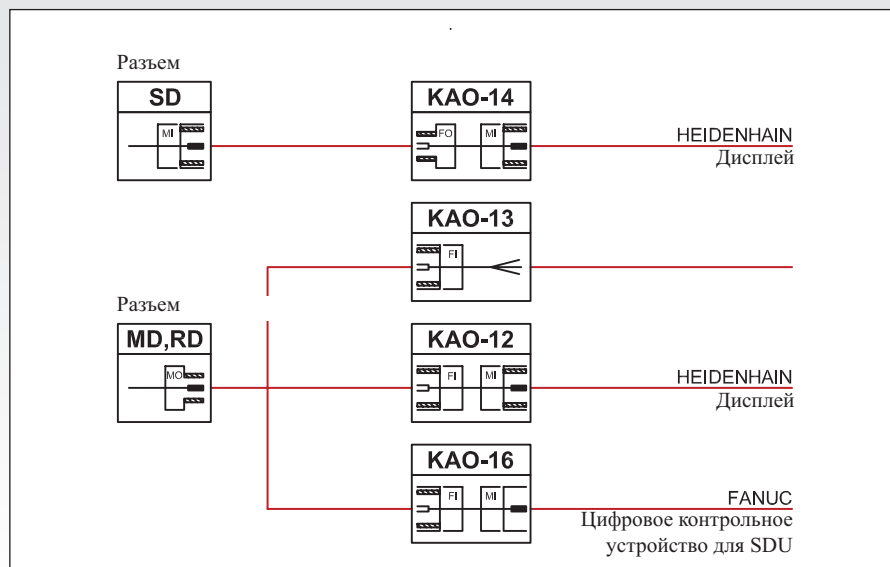 Разъем
SD
MI
KAO-14
FO
MI
HEIDENHAIN
Дисплей
KAO-13
FI
Разъем
MD,RD
MO
KAO-12
FI
MI
HEIDENHAIN
Дисплей
KAO-16
FI
MI
FANUC
Цифровое контрольное
устройство для SDU